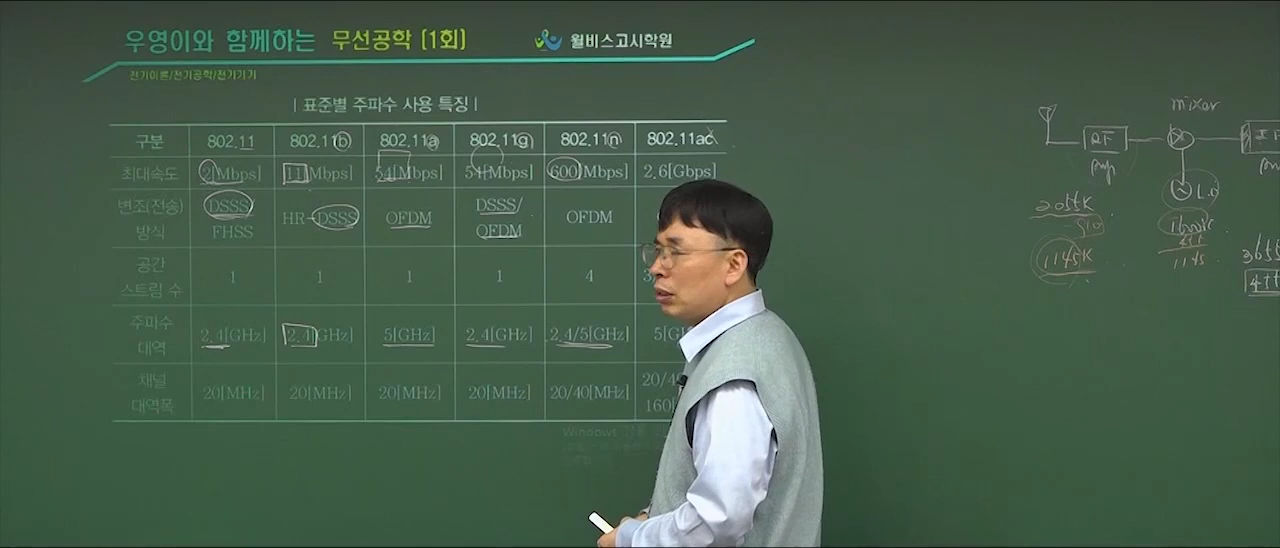 우영이와 함께하는 무선공학 (1회)
윌비스고시학원
전기이론/전기공학/전기기기
| 표준별 주파수 사용 특징 |
구분 802.11 802.11b 802.11a 802.11g 802.11n 802.11ac
최대속도 2[Mbps] 11[Mbps] 54[Mbps] 54[Mbps] 600[Mbps] 2.6[Gbps]
변조(전송) 방식 DSSS/ FHSS HR-DSSS OFDM DSSS/ OFDM OFDM
공간 스트림 수 1 1 1 1 4
주파수 대역 2.4[GHz] 2.4[GHz] 5[GHz] 2.4[GHz] 2.4/5[GHz]
채널 대역폭 20[MHz] 20[MHz] 20[MHz] 20[MHz] 20/40[MHz]
Windows
mixer
RF
L.O
2055K
1145K
1145